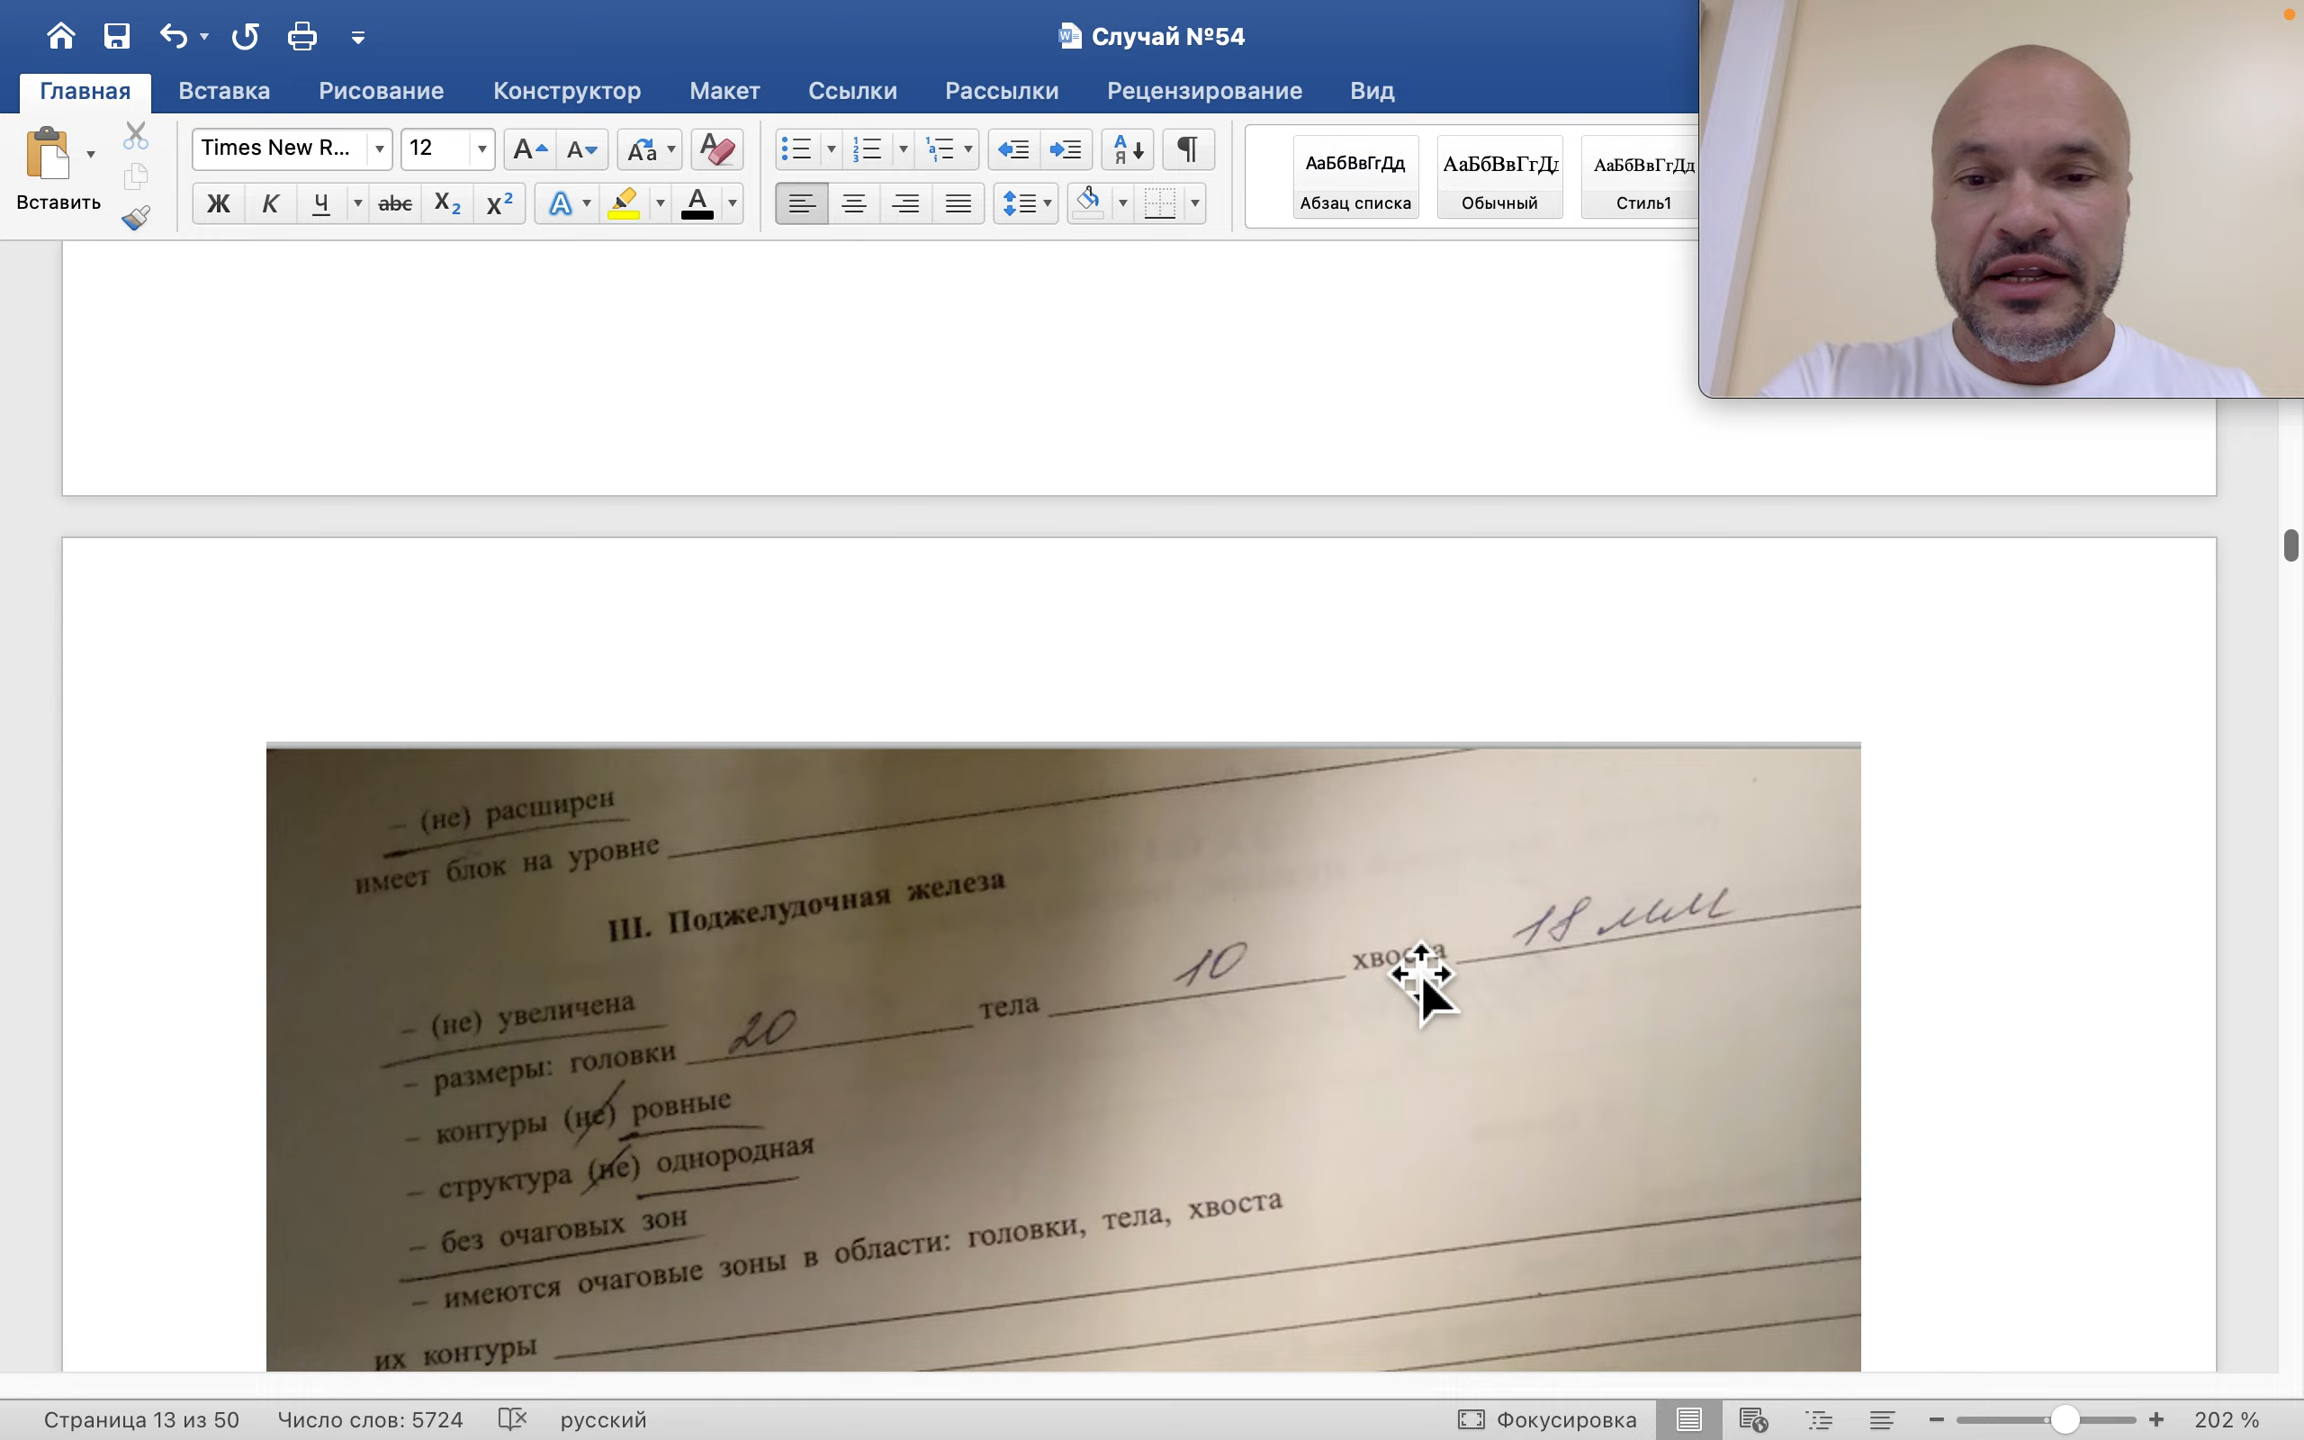 Случай №54
Главная Вставка Рисование Конструктор Макет Ссылки Рассылки Рецензирование Вид
Вставить
Times New R... 12
Ж К Ч abc X₂ X²
АаБбВвГгДд АаБбВвГгДд АаБбВвГгДд
Абзац списка Обычный Стиль1
– (не) расширен
имеет блок на уровне
III. Поджелудочная железа
– (не) увеличена
– размеры: головки 20 тела 10 хвоста 18 мм
– контуры (не) ровные
– структура (не) однородная
– без очаговых зон
– имеются очаговые зоны в области: головки, тела, хвоста
их контуры
Страница 13 из 50 Число слов: 5724 русский Фокусировка 202 %